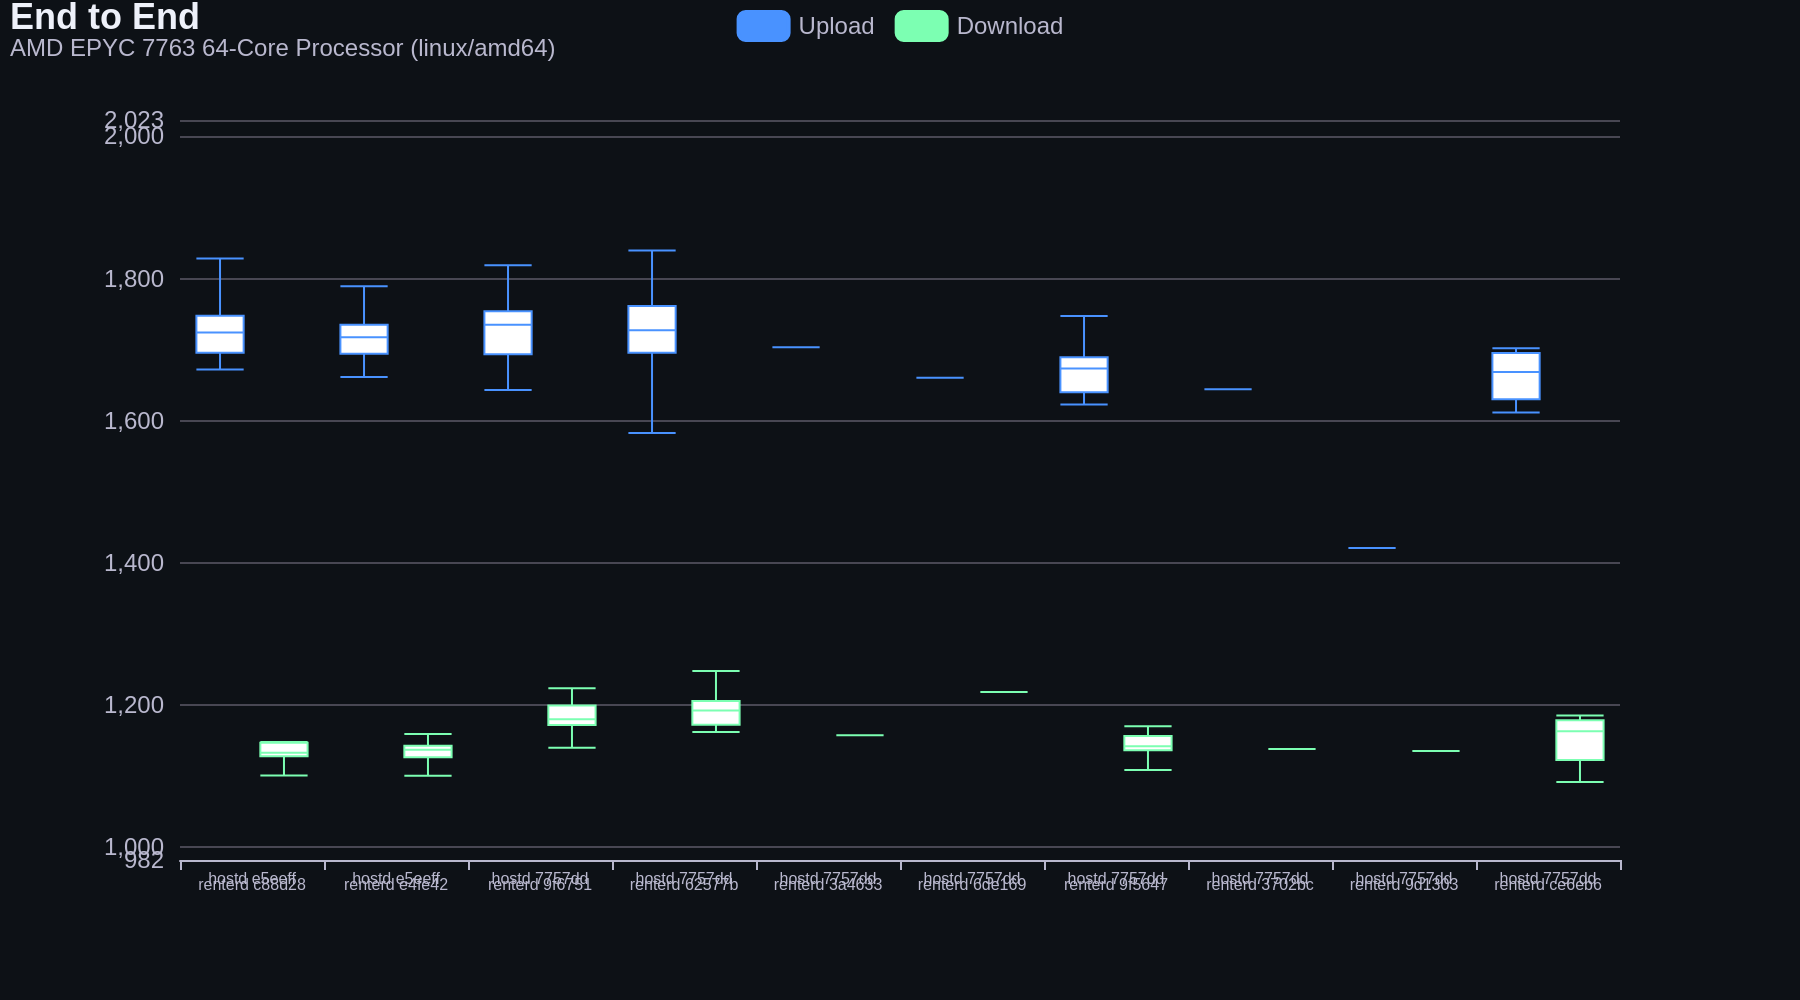 End to End
AMD EPYC 7763 64-Core Processor (linux/amd64)
Upload
Download
2,023
2,000
1,800
1,600
1,400
1,200
1,000
982
hostd e5eeff
renterd c88d28
hostd e5eeff
renterd e4fe42
hostd 7757dd
renterd 9f6751
hostd 7757dd
renterd 62577b
hostd 7757dd
renterd 3a4633
hostd 7757dd
renterd 6de169
hostd 7757dd
renterd 9f5647
hostd 7757dd
renterd 3702bc
hostd 7757dd
renterd 9d1303
hostd 7757dd
renterd ce6eb6